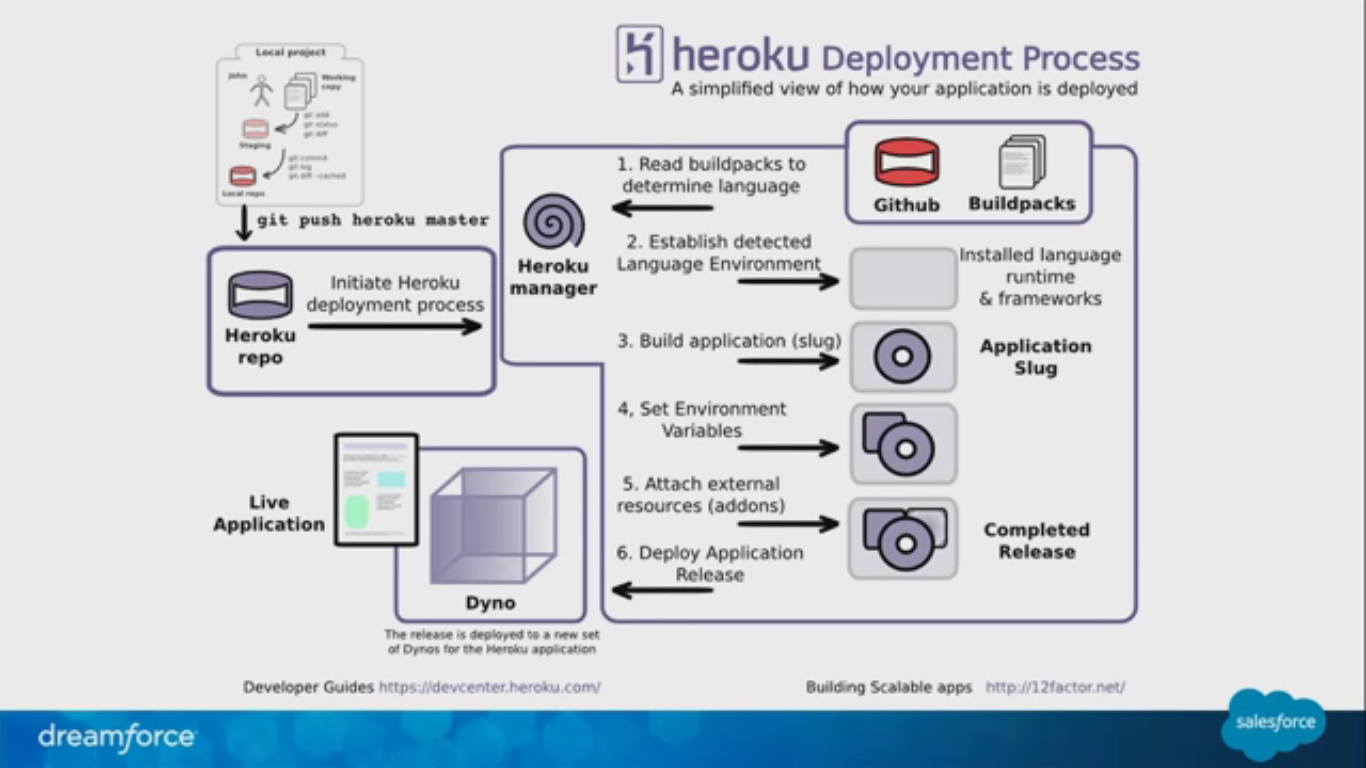 heroku Deployment Process
A simplified view of how your application is deployed
Local project
John
Working
copy
git add
git status
git diff
Staging
git commit
git log
git diff --cached
Local repo
git push heroku master
Heroku
repo
Initiate Heroku
deployment process
Heroku
manager
1. Read buildpacks to
determine language
Github
Buildpacks
2. Establish detected
Language Environment
Installed language
runtime
& frameworks
3. Build application (slug)
Application
Slug
4, Set Environment
Variables
5. Attach external
resources (addons)
Completed
Release
6. Deploy Application
Release
Live
Application
Dyno
The release is deployed to a new set
of Dynos for the Heroku application
Developer Guides https://devcenter.heroku.com/
Building Scalable apps http://12factor.net/
dreamforce
salesforce